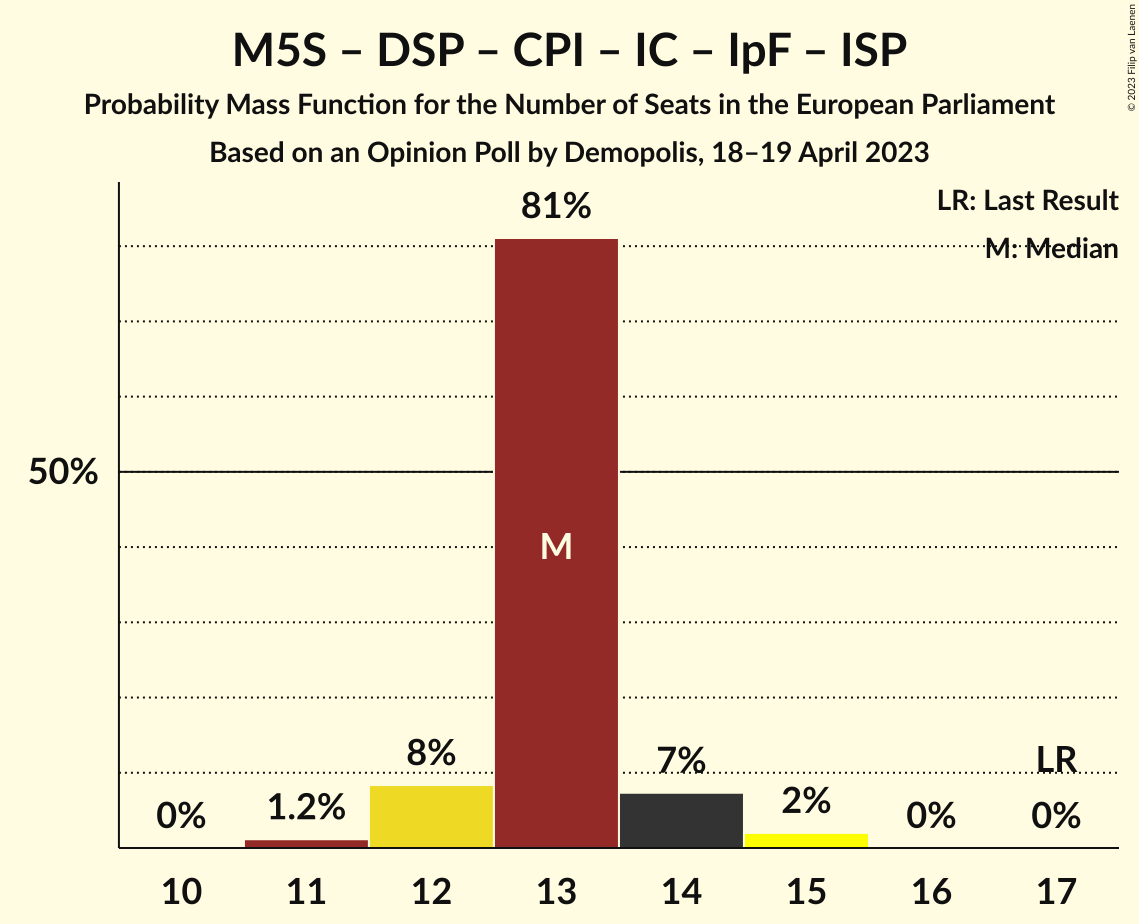 M5S – DSP – CPI – IC – IpF – ISP
Probability Mass Function for the Number of Seats in the European Parliament
Based on an Opinion Poll by Demopolis, 18–19 April 2023
© 2023 Filip van Laenen
LR: Last Result
M: Median
81%
50%
M
8%
7%
LR
0%
1.2%
2%
0%
0%
10
11
12
13
14
15
16
17